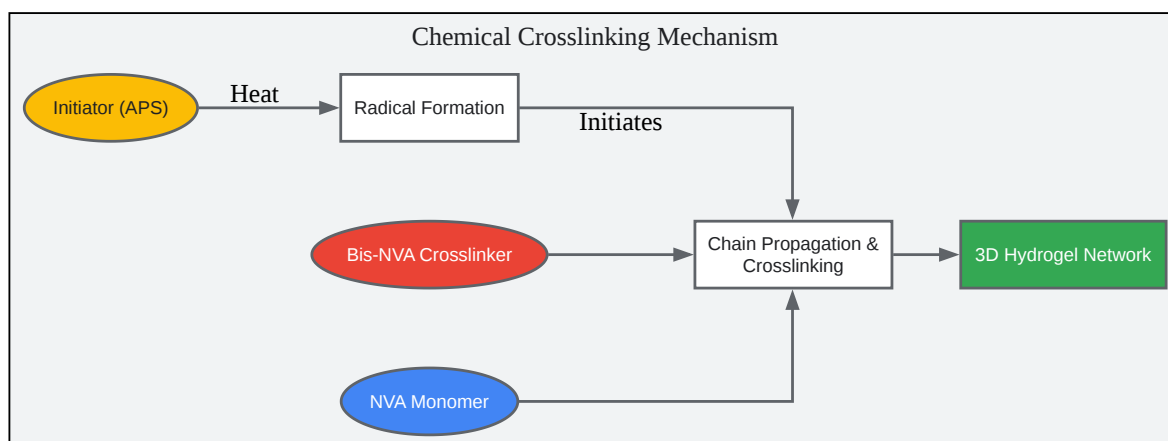 Chemical Crosslinking Mechanism
Initiator (APS)
Heat
Radical Formation
Initiates
Bis-NVA Crosslinker
Chain Propagation &
Crosslinking
3D Hydrogel Network
NVA Monomer